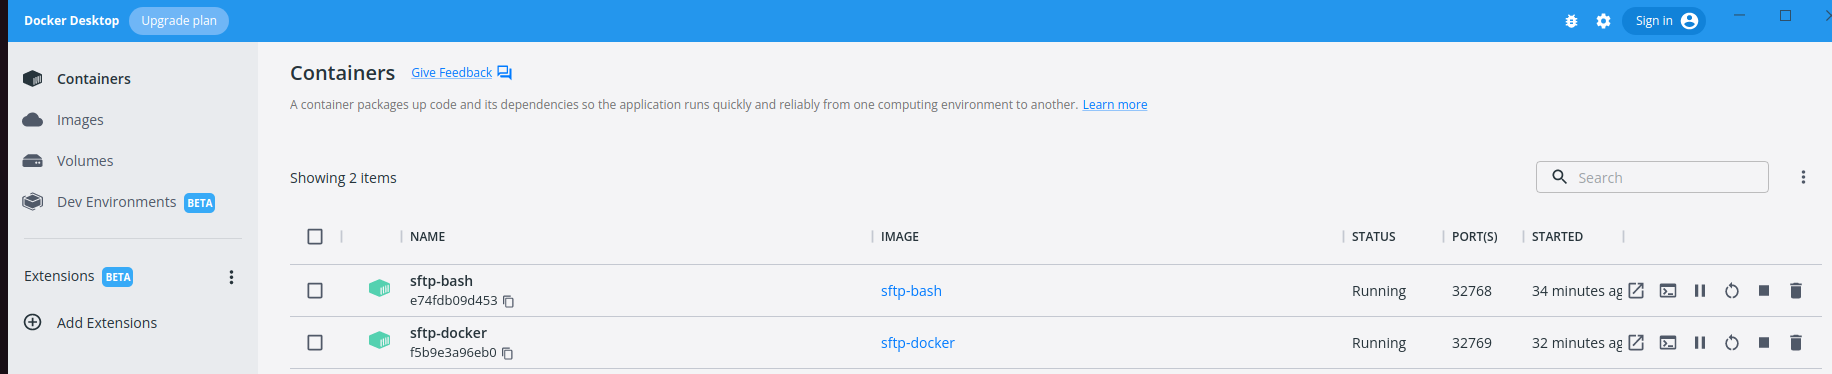 Docker Desktop Upgrade plan Sign in
Containers
Images
Volumes
Dev Environments BETA
Extensions BETA
Add Extensions
Containers Give Feedback
A container packages up code and its dependencies so the application runs quickly and reliably from one computing environment to another. Learn more
Showing 2 items Search
NAME IMAGE STATUS PORT(S) STARTED
sftp-bash
e74fdb09d453 sftp-bash Running 32768 34 minutes ag
sftp-docker
f5b9e3a96eb0 sftp-docker Running 32769 32 minutes ag